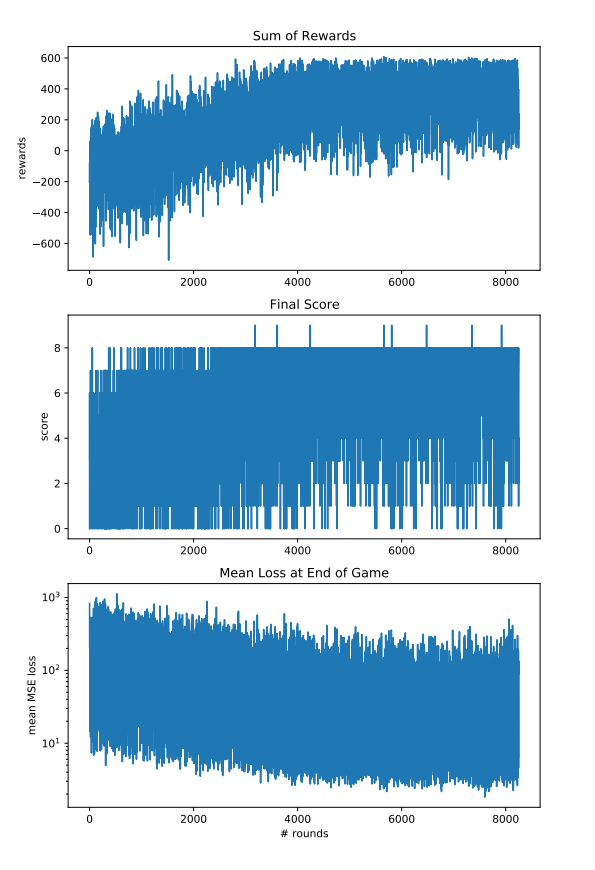 Sum of Rewards
600
400
200
0
−200
−400
−600
rewards
0 2000 4000 6000 8000
Final Score
8
6
4
2
0
score
0 2000 4000 6000 8000
Mean Loss at End of Game
10³
10²
10¹
mean MSE loss
0 2000 4000 6000 8000
# rounds